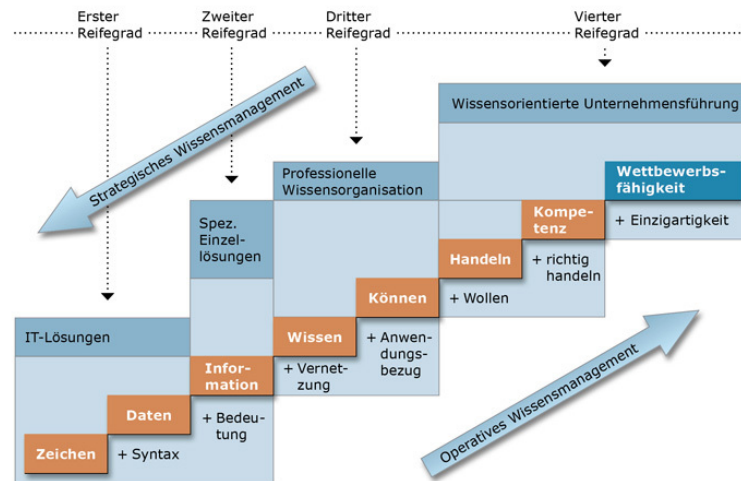 Erster
Reifegrad
Zweiter
Reifegrad
Dritter
Reifegrad
Vierter
Reifegrad
Strategisches Wissensmanagement
Wissensorientierte Unternehmensführung
Professionelle
Wissensorganisation
Wettbewerbs-
fähigkeit
Spez.
Einzel-
lösungen
Kompe-
tenz
+ Einzigartigkeit
Handeln
+ richtig
handeln
Können
+ Wollen
IT-Lösungen
Wissen
+ Anwen-
dungs-
bezug
Infor-
mation
+ Vernet-
zung
Daten
+ Bedeu-
tung
Zeichen
+ Syntax
Operatives Wissensmanagement